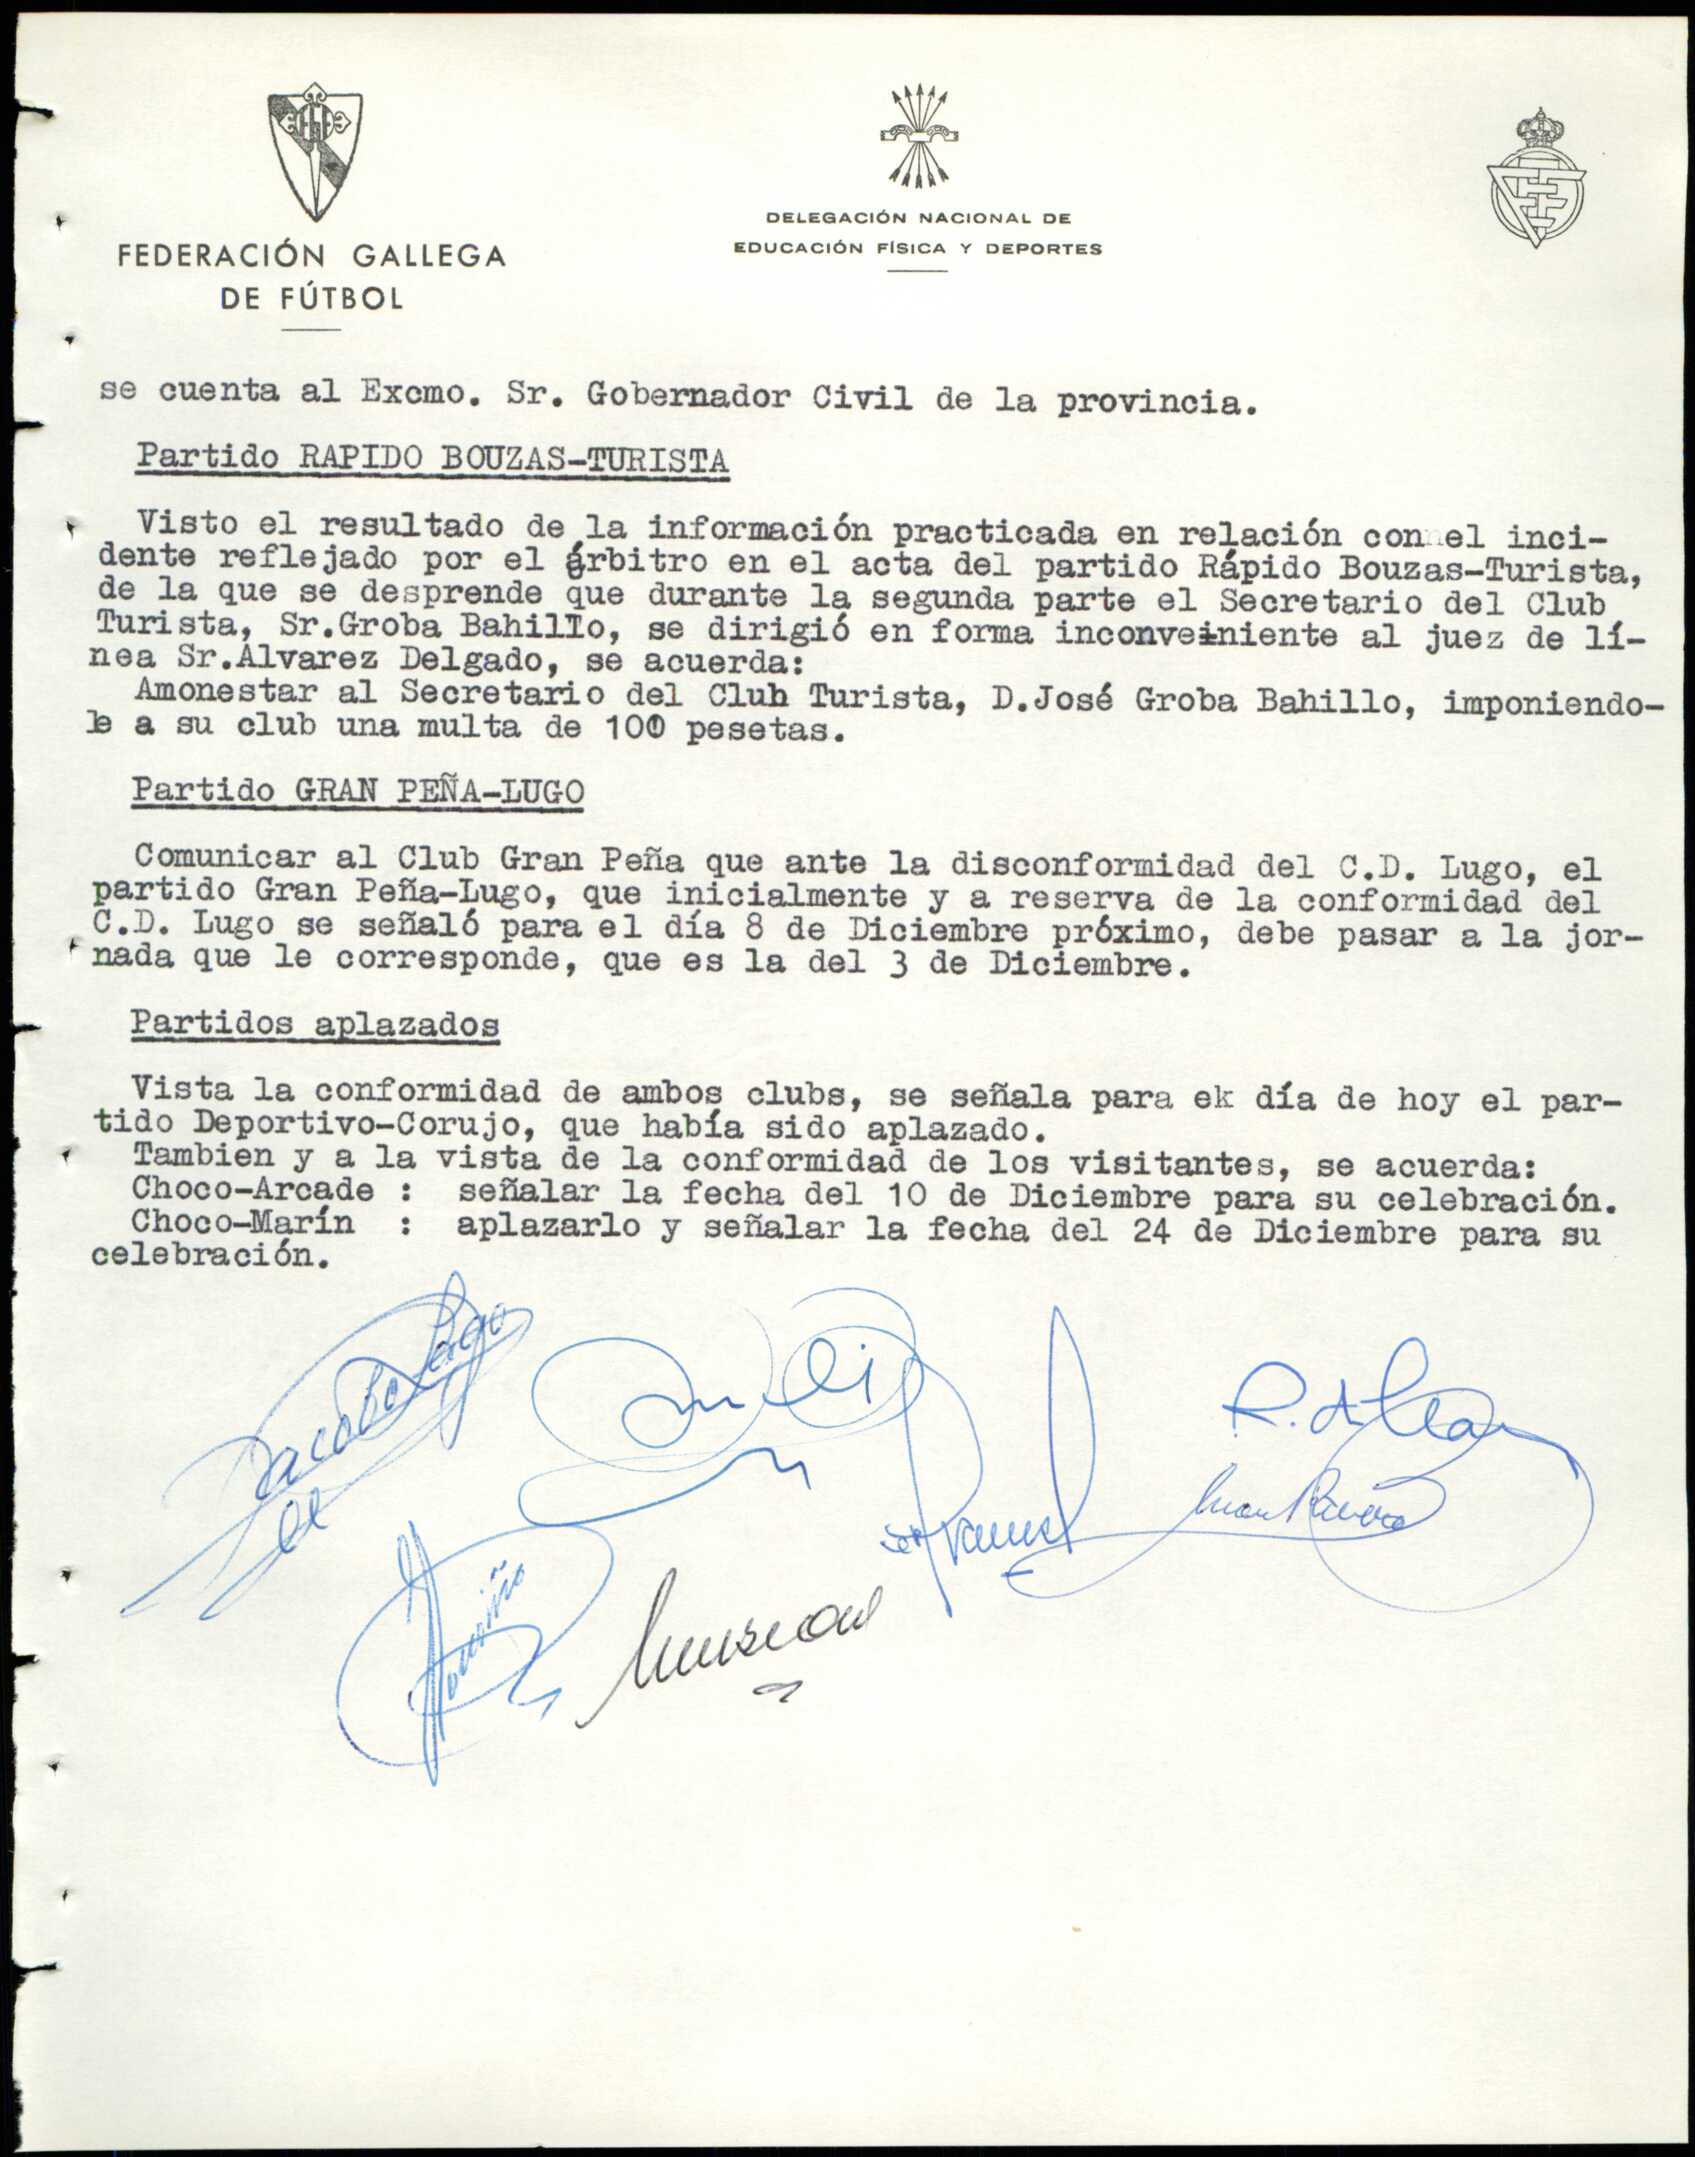 FEDERACIÓN GALLEGA
DE FÚTBOL
DELEGACIÓN NACIONAL DE
EDUCACIÓN FÍSICA Y DEPORTES
se cuenta al Excmo. Sr. Gobernador Civil de la provincia.
Partido RAPIDO BOUZAS-TURISTA
Visto el resultado de la información practicada en relación con el inci-
dente reflejado por el árbitro en el acta del partido Rápido Bouzas-Turista,
de la que se desprende que durante la segunda parte el Secretario del Club
Turista, Sr.Groba Bahillo, se dirigió en forma inconveiniente al juez de lí-
nea Sr.Alvarez Delgado, se acuerda:
Amonestar al Secretario del Club Turista, D.José Groba Bahillo, imponiendo-
le a su club una multa de 100 pesetas.
Partido GRAN PEÑA-LUGO
Comunicar al Club Gran Peña que ante la disconformidad del C.D. Lugo, el
partido Gran Peña-Lugo, que inicialmente y a reserva de la conformidad del
C.D. Lugo se señaló para el día 8 de Diciembre próximo, debe pasar a la jor-
nada que le corresponde, que es la del 3 de Diciembre.
Partidos aplazados
Vista la conformidad de ambos clubs, se señala para ek día de hoy el par-
tido Deportivo-Corujo, que había sido aplazado.
Tambien y a la vista de la conformidad de los visitantes, se acuerda:
Choco-Arcade : señalar la fecha del 10 de Diciembre para su celebración.
Choco-Marín : aplazarlo y señalar la fecha del 24 de Diciembre para su
celebración.